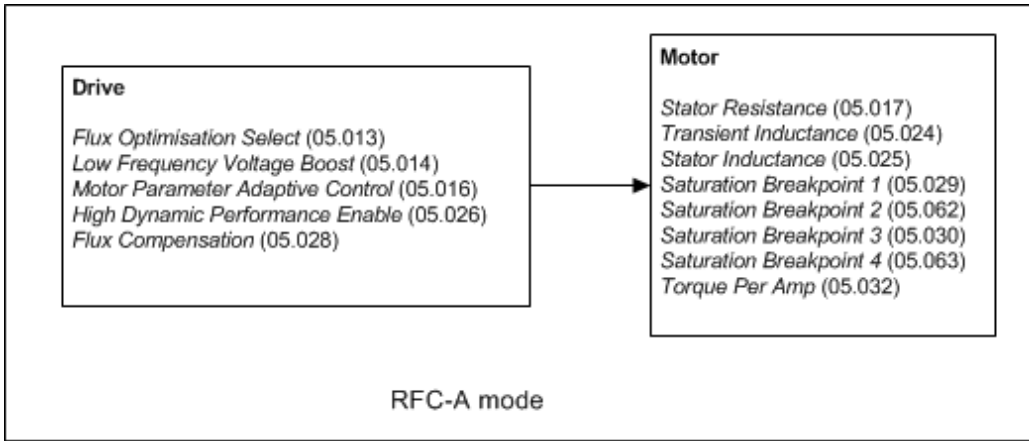 Drive
Flux Optimisation Select (05.013)
Low Frequency Voltage Boost (05.014)
Motor Parameter Adaptive Control (05.016)
High Dynamic Performance Enable (05.026)
Flux Compensation (05.028)
Motor
Stator Resistance (05.017)
Transient Inductance (05.024)
Stator Inductance (05.025)
Saturation Breakpoint 1 (05.029)
Saturation Breakpoint 2 (05.062)
Saturation Breakpoint 3 (05.030)
Saturation Breakpoint 4 (05.063)
Torque Per Amp (05.032)
RFC-A mode